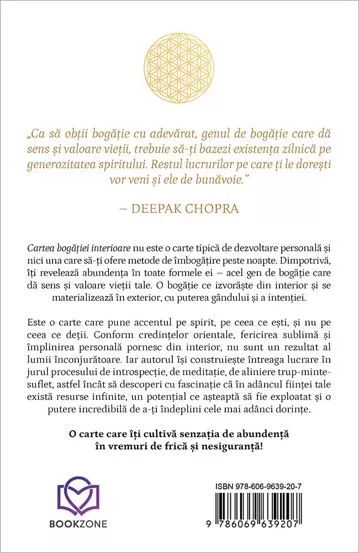 „Ca să obții bogăție cu adevărat, genul de bogăție care dă
sens și valoare vieții, trebuie să-ți bazezi existența zilnică pe
generozitatea spiritului. Restul lucrurilor pe care ți le dorești
vor veni și ele de bunăvoie.”
– DEEPAK CHOPRA
Cartea bogăției interioare nu este o carte tipică de dezvoltare personală și
nici una care să-ți ofere metode de îmbogățire peste noapte. Dimpotrivă,
îți revelează abundența în toate formele ei – acel gen de bogăție care
dă sens și valoare vieții tale. O bogăție ce izvorăște din interior și se
materializează în exterior, cu puterea gândului și a intenției.
Este o carte care pune accentul pe spirit, pe ceea ce ești, și nu pe
ceea ce deții. Conform credințelor orientale, fericirea sublimă și
împlinirea personală pornesc din interior, nu sunt un rezultat al
lumii înconjurătoare. Iar autorul își construiește întreaga lucrare în
jurul procesului de introspecție, de meditație, de aliniere trup-minte-
suflet, astfel încât să descoperi cu fascinație că în adâncul ființei tale
există resurse infinite, un potențial ce așteaptă să fie exploatat și o
putere incredibilă de a-ți îndeplini cele mai adânci dorințe.
O carte care îți cultivă senzația de abundență
în vremuri de frică și nesiguranță!
ISBN 978-606-9639-20-7
BOOKZONE
9 786069 639207